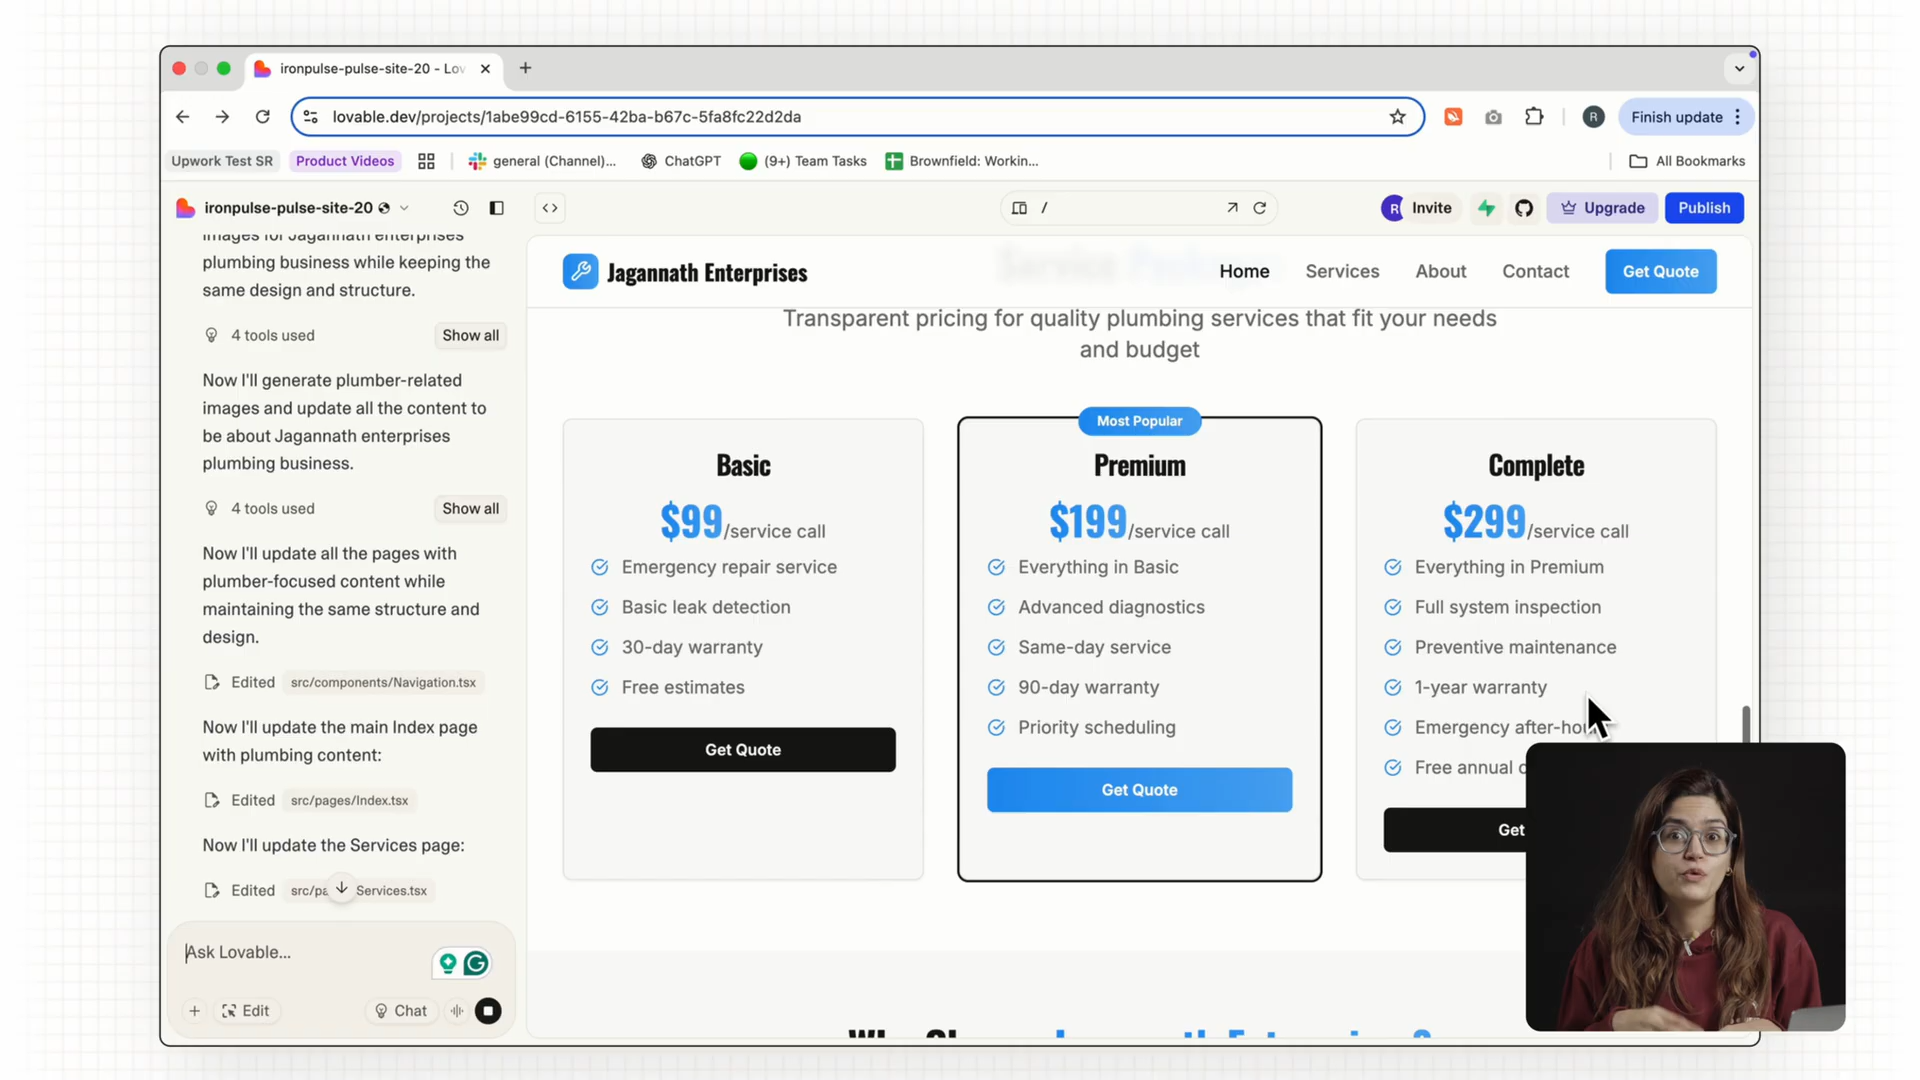 ironpulse-pulse-site-20 - Lov
lovable.dev/projects/1abe99cd-6155-42ba-b67c-5fa8fc22d2da
R
Finish update
Upwork Test SR
Product Videos
general (Channel)...
ChatGPT
(9+) Team Tasks
Brownfield: Workin...
All Bookmarks
ironpulse-pulse-site-20
/
R
Invite
Upgrade
Publish
images for Jagannath enterprises
plumbing business while keeping the
same design and structure.
4 tools used
Show all
Now I'll generate plumber-related
images and update all the content to
be about Jagannath enterprises
plumbing business.
4 tools used
Show all
Now I'll update all the pages with
plumber-focused content while
maintaining the same structure and
design.
Edited src/components/Navigation.tsx
Now I'll update the main Index page
with plumbing content:
Edited src/pages/Index.tsx
Now I'll update the Services page:
Edited src/pa Services.tsx
Ask Lovable...
Edit
Chat
Jagannath Enterprises
Service
Home
Services
About
Contact
Get Quote
Transparent pricing for quality plumbing services that fit your needs
and budget
Basic
$99/service call
Emergency repair service
Basic leak detection
30-day warranty
Free estimates
Get Quote
Most Popular
Premium
$199/service call
Everything in Basic
Advanced diagnostics
Same-day service
90-day warranty
Priority scheduling
Get Quote
Complete
$299/service call
Everything in Premium
Full system inspection
Preventive maintenance
1-year warranty
Emergency after-hou
Free annual
Get